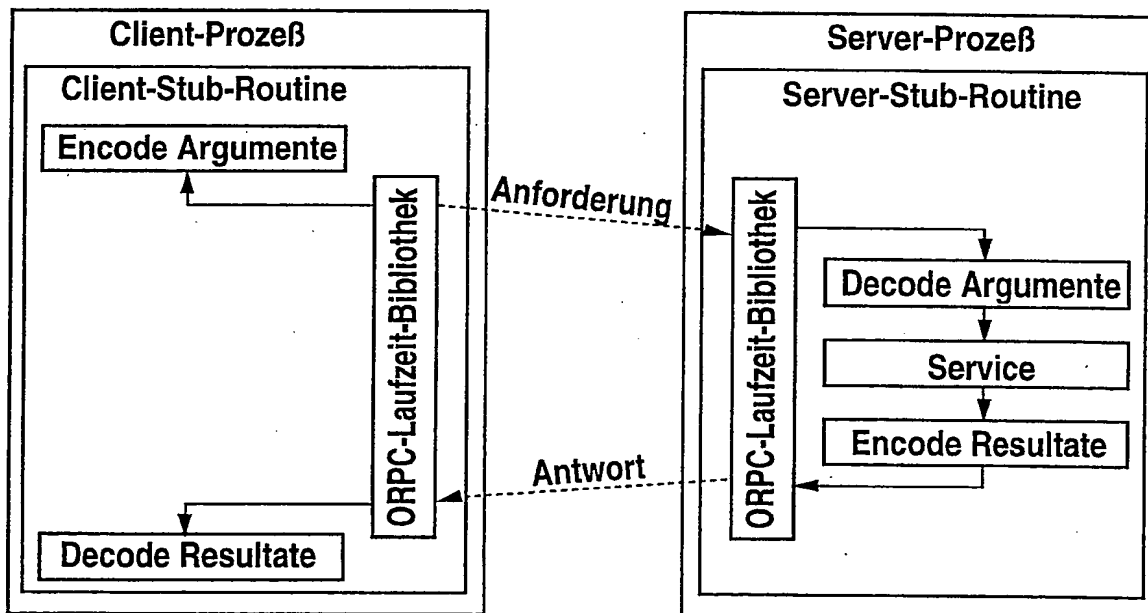 Client-Prozeß
Client-Stub-Routine
Encode Argumente
ORPC-Laufzeit-Bibliothek
Decode Resultate
Anforderung
Antwort
Server-Prozeß
Server-Stub-Routine
ORPC-Laufzeit-Bibliothek
Decode Argumente
Service
Encode Resultate